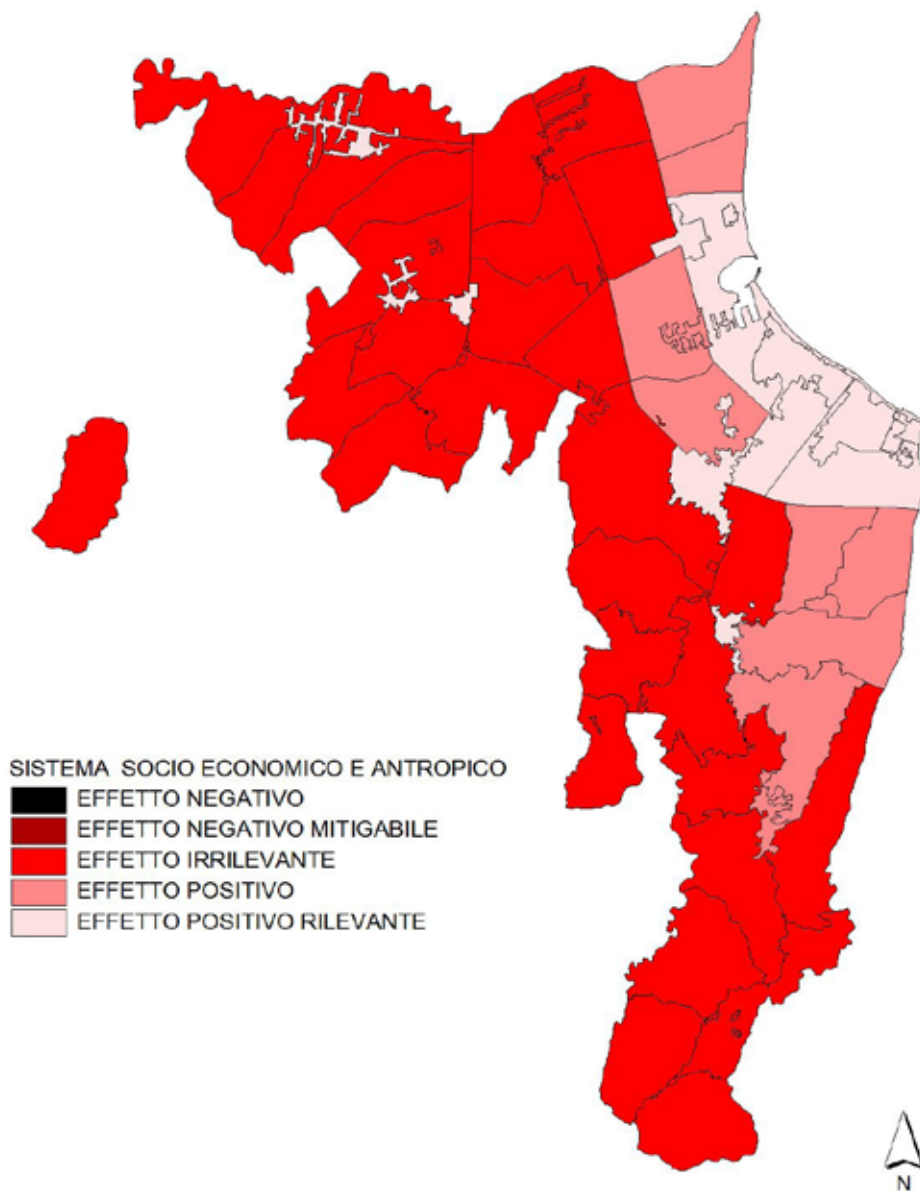 SISTEMA SOCIO ECONOMICO E ANTROPICO
EFFETTO NEGATIVO
EFFETTO NEGATIVO MITIGABILE
EFFETTO IRRILEVANTE
EFFETTO POSITIVO
EFFETTO POSITIVO RILEVANTE
N